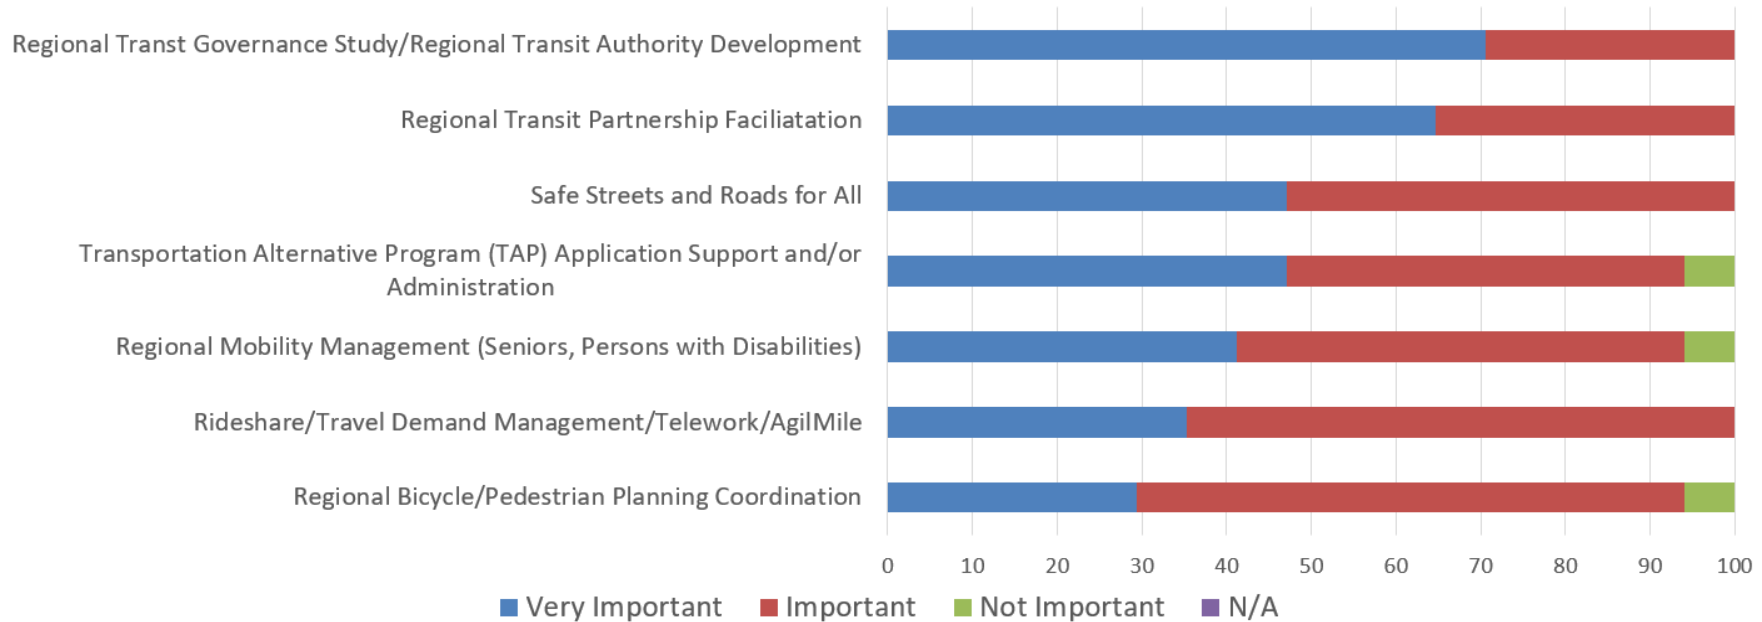 Regional Transt Governance Study/Regional Transit Authority Development
Regional Transit Partnership Faciliatation
Safe Streets and Roads for All
Transportation Alternative Program (TAP) Application Support and/or
Administration
Regional Mobility Management (Seniors, Persons with Disabilities)
Rideshare/Travel Demand Management/Telework/AgilMile
Regional Bicycle/Pedestrian Planning Coordination
0 10 20 30 40 50 60 70 80 90 100
Very Important Important Not Important N/A